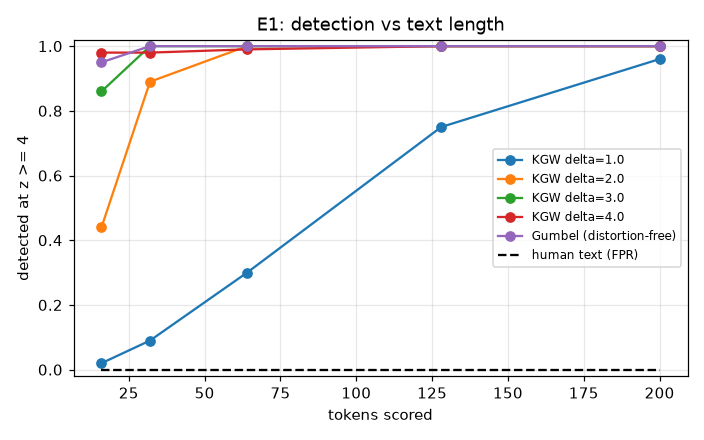 E1: detection vs text length
detected at z >= 4
1.0
0.8
0.6
0.4
0.2
0.0
KGW delta=1.0
KGW delta=2.0
KGW delta=3.0
KGW delta=4.0
Gumbel (distortion-free)
human text (FPR)
25 50 75 100 125 150 175 200
tokens scored